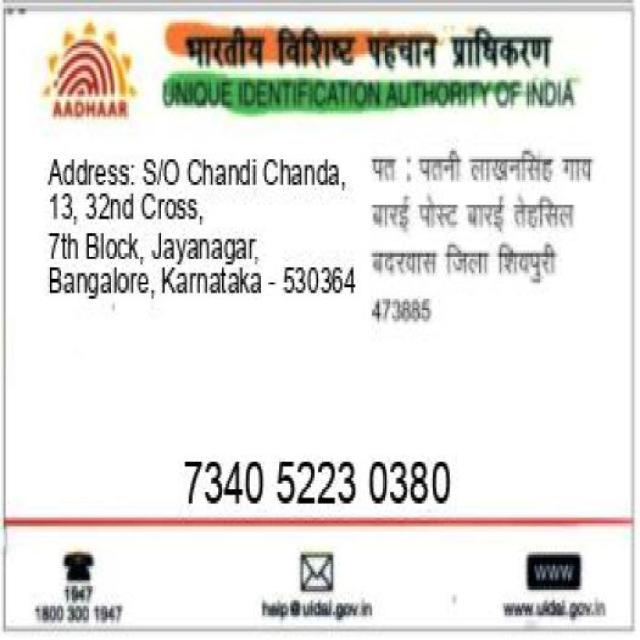 भारतीय विशिष्ट पहचान प्राधिकरण
UNIQUE IDENTIFICATION AUTHORITY OF INDIA
AADHAAR
Address: S/O Chandi Chanda,
13, 32nd Cross,
7th Block, Jayanagar,
Bangalore, Karnataka - 530364
पत : पतनी लाखनसिंह गाव
बारई पोस्ट बारई तेहसिल
बदरवास जिला शिवपुरी
473885
7340 5223 0380
1947
1800 300 1947
help@uidai.gov.in
WWW
www.uidai.gov.in